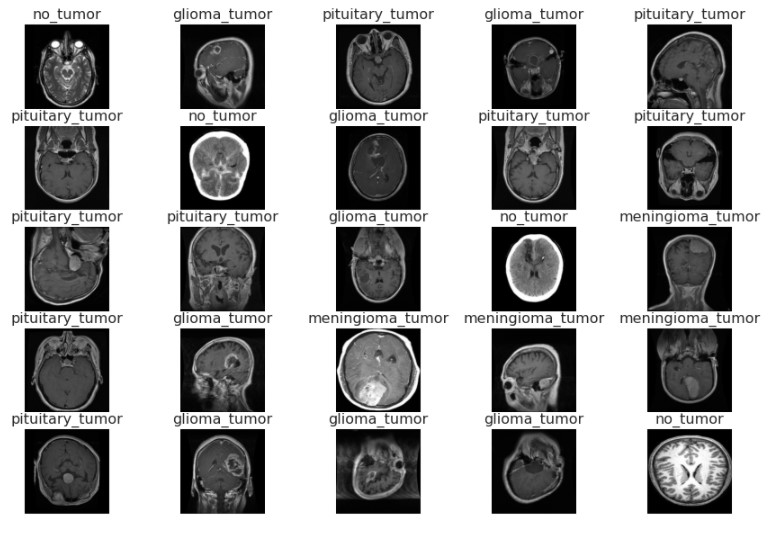 no_tumor glioma_tumor pituitary_tumor glioma_tumor pituitary_tumor
pituitary_tumor no_tumor glioma_tumor pituitary_tumor pituitary_tumor
pituitary_tumor pituitary_tumor glioma_tumor no_tumor meningioma_tumor
pituitary_tumor glioma_tumor meningioma_tumor meningioma_tumor meningioma_tumor
pituitary_tumor glioma_tumor glioma_tumor glioma_tumor no_tumor